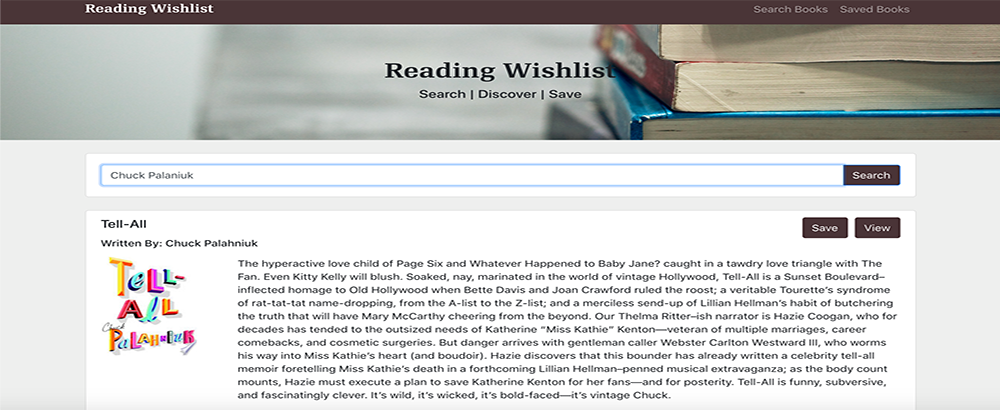 Reading Wishlist
Search Books Saved Books
Reading Wishlist
Search | Discover | Save
Chuck Palaniuk
Search
Tell-All
Save
View
Written By: Chuck Palahniuk
TELL-
ALL
Chuck
PALAHNIUK
The hyperactive love child of Page Six and Whatever Happened to Baby Jane? caught in a tawdry love triangle with The
Fan. Even Kitty Kelly will blush. Soaked, nay, marinated in the world of vintage Hollywood, Tell-All is a Sunset Boulevard–
inflected homage to Old Hollywood when Bette Davis and Joan Crawford ruled the roost; a veritable Tourette's syndrome
of rat-tat-tat name-dropping, from the A-list to the Z-list; and a merciless send-up of Lillian Hellman's habit of butchering
the truth that will have Mary McCarthy cheering from the beyond. Our Thelma Ritter–ish narrator is Hazie Coogan, who for
decades has tended to the outsized needs of Katherine “Miss Kathie” Kenton—veteran of multiple marriages, career
comebacks, and cosmetic surgeries. But danger arrives with gentleman caller Webster Carlton Westward III, who worms
his way into Miss Kathie's heart (and boudoir). Hazie discovers that this bounder has already written a celebrity tell-all
memoir foretelling Miss Kathie's death in a forthcoming Lillian Hellman–penned musical extravaganza; as the body count
mounts, Hazie must execute a plan to save Katherine Kenton for her fans—and for posterity. Tell-All is funny, subversive,
and fascinatingly clever. It's wild, it's wicked, it's bold-faced—it's vintage Chuck.